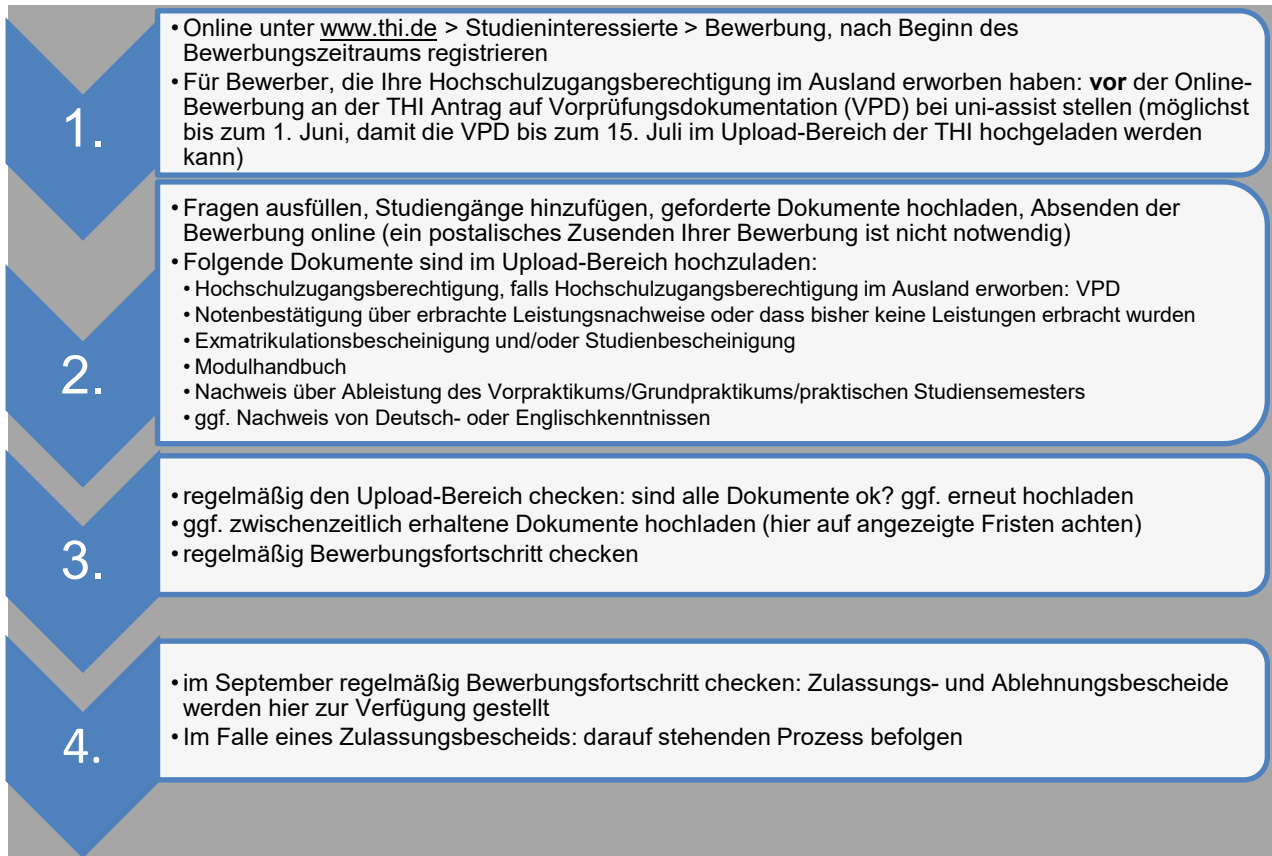 1.
• Online unter www.thi.de > Studieninteressierte > Bewerbung, nach Beginn des
Bewerbungszeitraums registrieren
• Für Bewerber, die Ihre Hochschulzugangsberechtigung im Ausland erworben haben: vor der Online-
Bewerbung an der THI Antrag auf Vorprüfungsdokumentation (VPD) bei uni-assist stellen (möglichst
bis zum 1. Juni, damit die VPD bis zum 15. Juli im Upload-Bereich der THI hochgeladen werden
kann)
2.
• Fragen ausfüllen, Studiengänge hinzufügen, geforderte Dokumente hochladen, Absenden der
Bewerbung online (ein postalisches Zusenden Ihrer Bewerbung ist nicht notwendig)
• Folgende Dokumente sind im Upload-Bereich hochzuladen:
• Hochschulzugangsberechtigung, falls Hochschulzugangsberechtigung im Ausland erworben: VPD
• Notenbestätigung über erbrachte Leistungsnachweise oder dass bisher keine Leistungen erbracht wurden
• Exmatrikulationsbescheinigung und/oder Studienbescheinigung
• Modulhandbuch
• Nachweis über Ableistung des Vorpraktikums/Grundpraktikums/praktischen Studiensemesters
• ggf. Nachweis von Deutsch- oder Englischkenntnissen
3.
• regelmäßig den Upload-Bereich checken: sind alle Dokumente ok? ggf. erneut hochladen
• ggf. zwischenzeitlich erhaltene Dokumente hochladen (hier auf angezeigte Fristen achten)
• regelmäßig Bewerbungsfortschritt checken
4.
• im September regelmäßig Bewerbungsfortschritt checken: Zulassungs- und Ablehnungsbescheide
werden hier zur Verfügung gestellt
• Im Falle eines Zulassungsbescheids: darauf stehenden Prozess befolgen